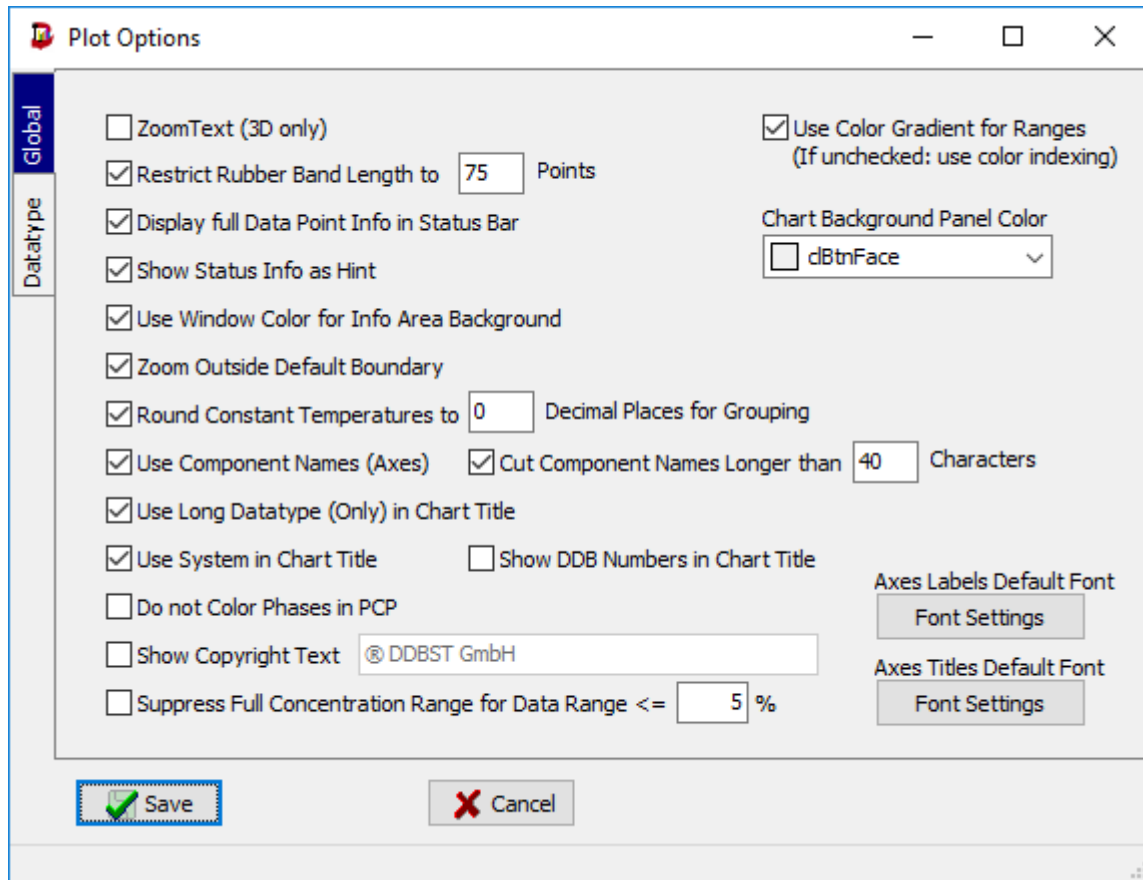 Plot Options
Global
Datatype
ZoomText (3D only)
Use Color Gradient for Ranges
(If unchecked: use color indexing)
Restrict Rubber Band Length to 75 Points
Display full Data Point Info in Status Bar
Chart Background Panel Color
Show Status Info as Hint
clBtnFace
Use Window Color for Info Area Background
Zoom Outside Default Boundary
Round Constant Temperatures to 0 Decimal Places for Grouping
Use Component Names (Axes) Cut Component Names Longer than 40 Characters
Use Long Datatype (Only) in Chart Title
Use System in Chart Title Show DDB Numbers in Chart Title
Axes Labels Default Font
Do not Color Phases in PCP
Font Settings
Show Copyright Text ® DDBST GmbH
Axes Titles Default Font
Suppress Full Concentration Range for Data Range <= 5 %
Font Settings
Save Cancel